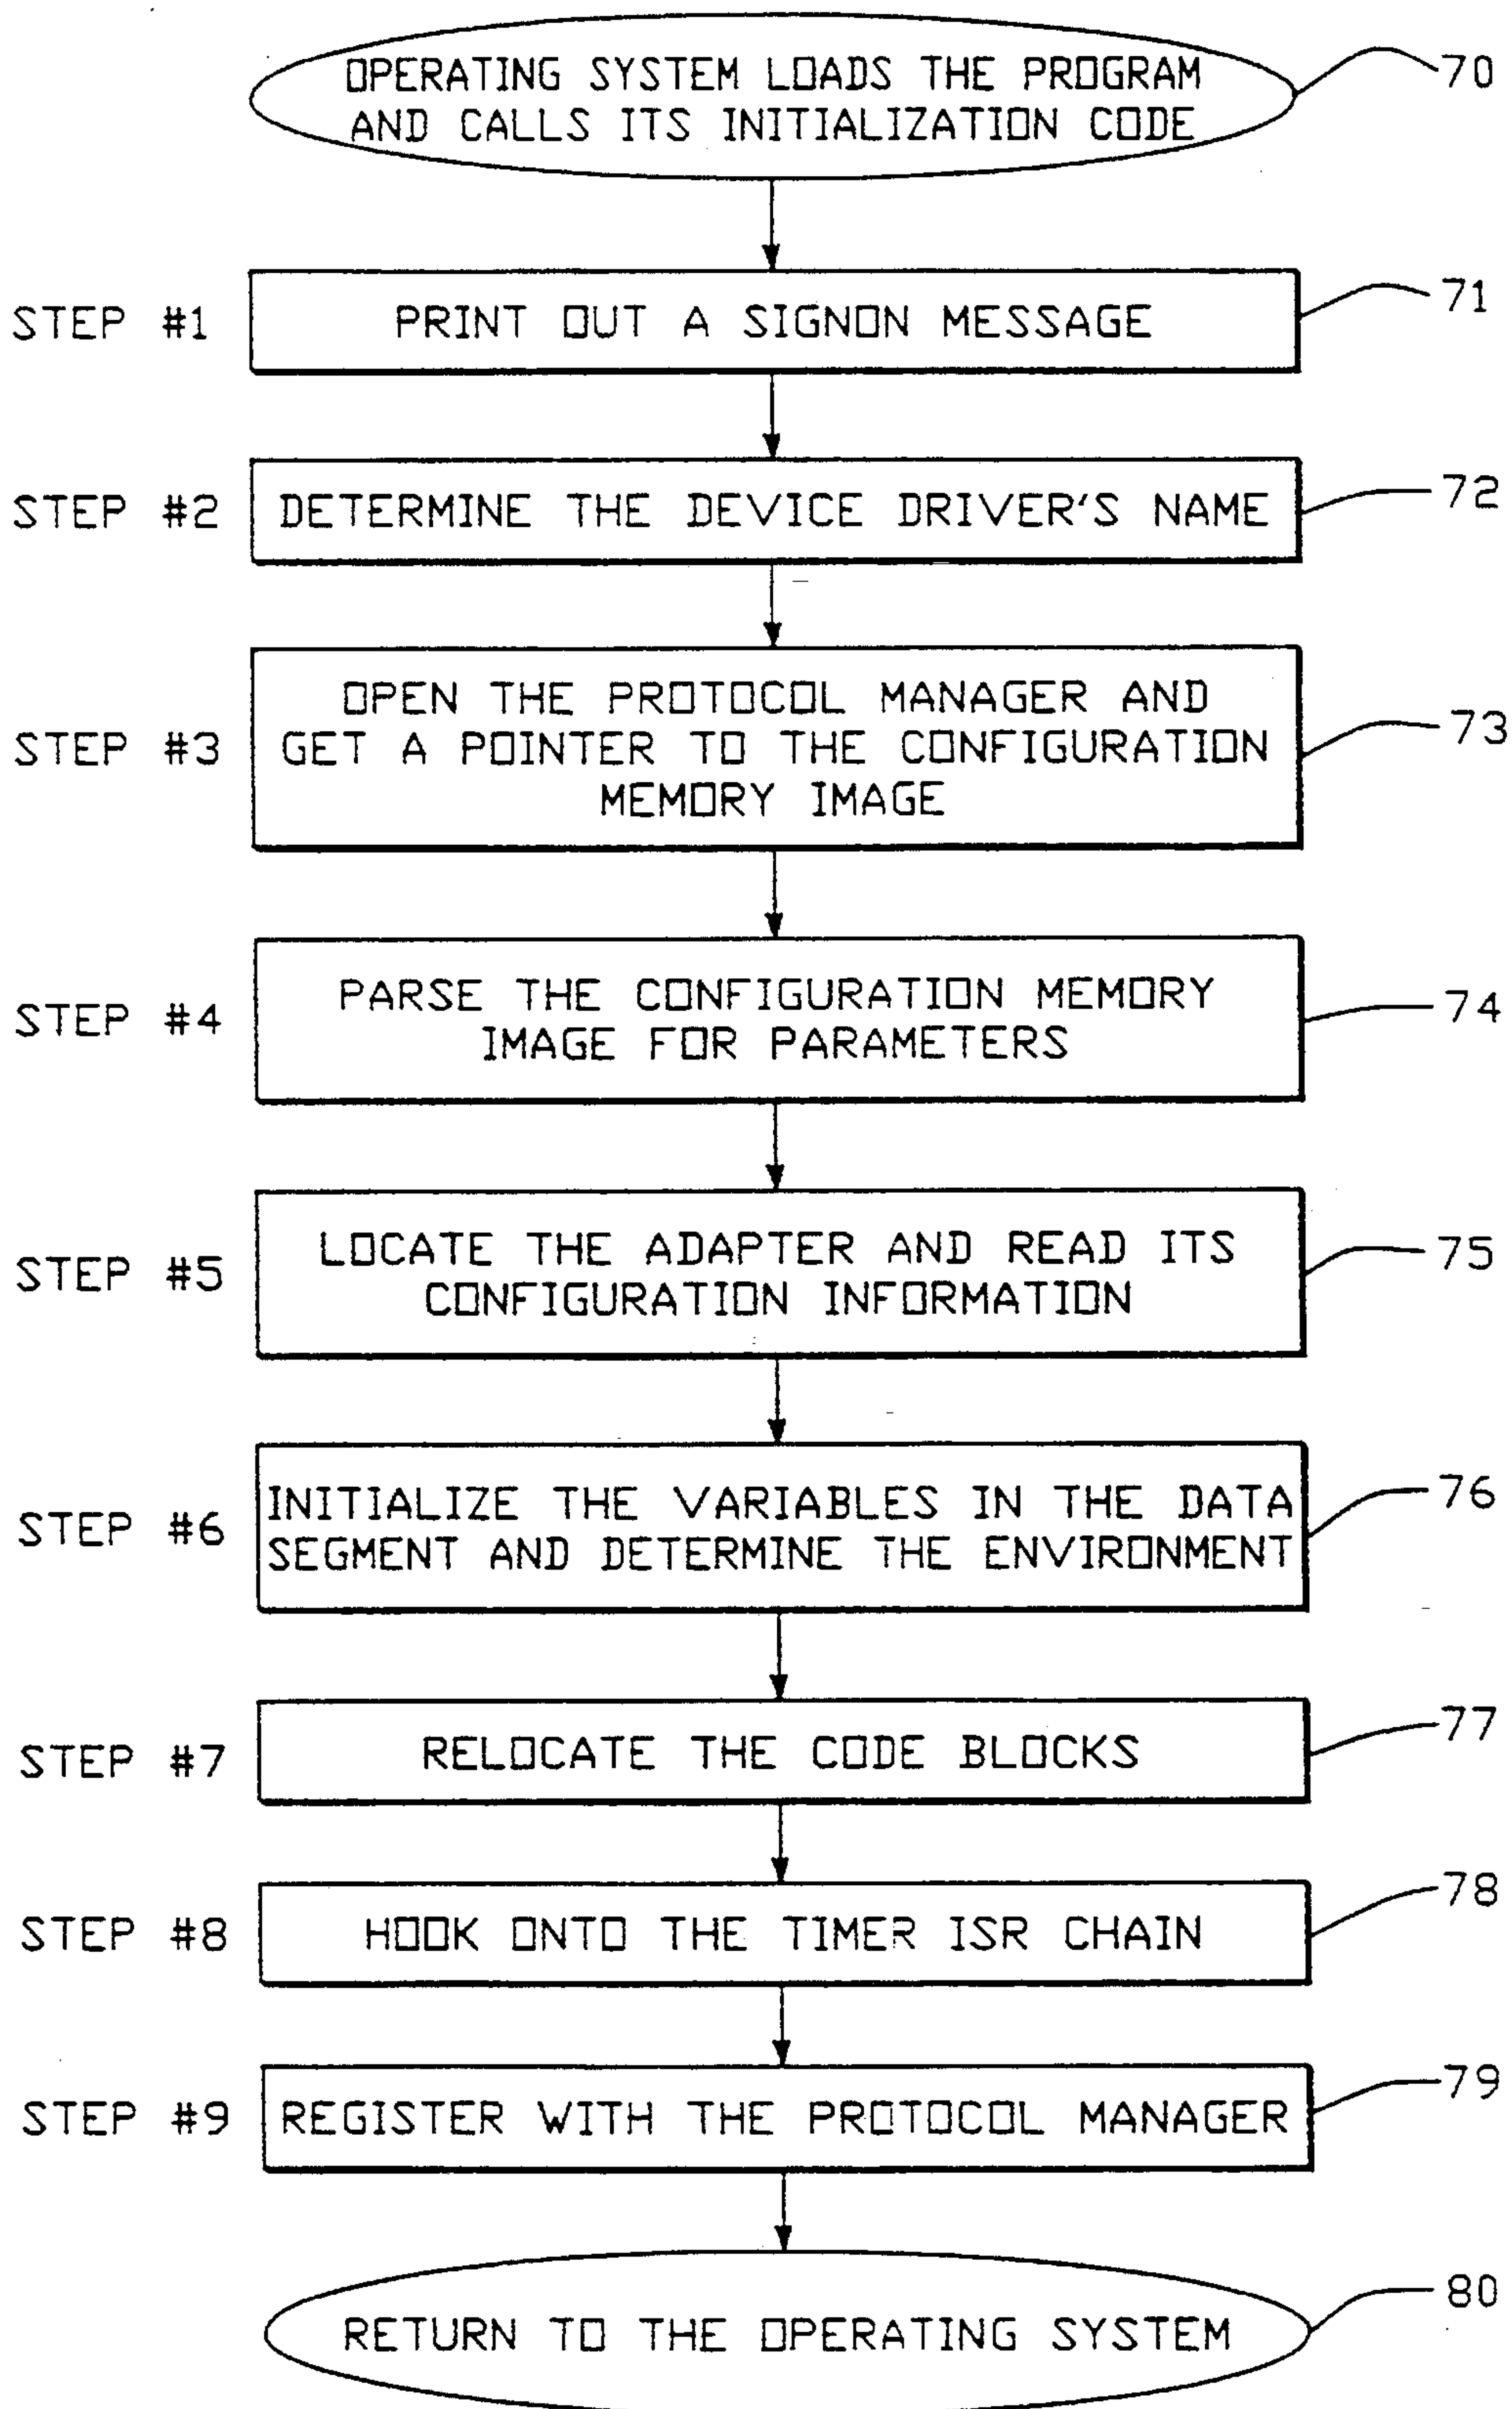 OPERATING SYSTEM LOADS THE PROGRAM
AND CALLS ITS INITIALIZATION CODE
70
STEP #1
PRINT OUT A SIGNON MESSAGE
71
STEP #2
DETERMINE THE DEVICE DRIVER'S NAME
72
STEP #3
OPEN THE PROTOCOL MANAGER AND
GET A POINTER TO THE CONFIGURATION
MEMORY IMAGE
73
STEP #4
PARSE THE CONFIGURATION MEMORY
IMAGE FOR PARAMETERS
74
STEP #5
LOCATE THE ADAPTER AND READ ITS
CONFIGURATION INFORMATION
75
STEP #6
INITIALIZE THE VARIABLES IN THE DATA
SEGMENT AND DETERMINE THE ENVIRONMENT
76
STEP #7
RELOCATE THE CODE BLOCKS
77
STEP #8
HOOK ONTO THE TIMER ISR CHAIN
78
STEP #9
REGISTER WITH THE PROTOCOL MANAGER
79
RETURN TO THE OPERATING SYSTEM
80